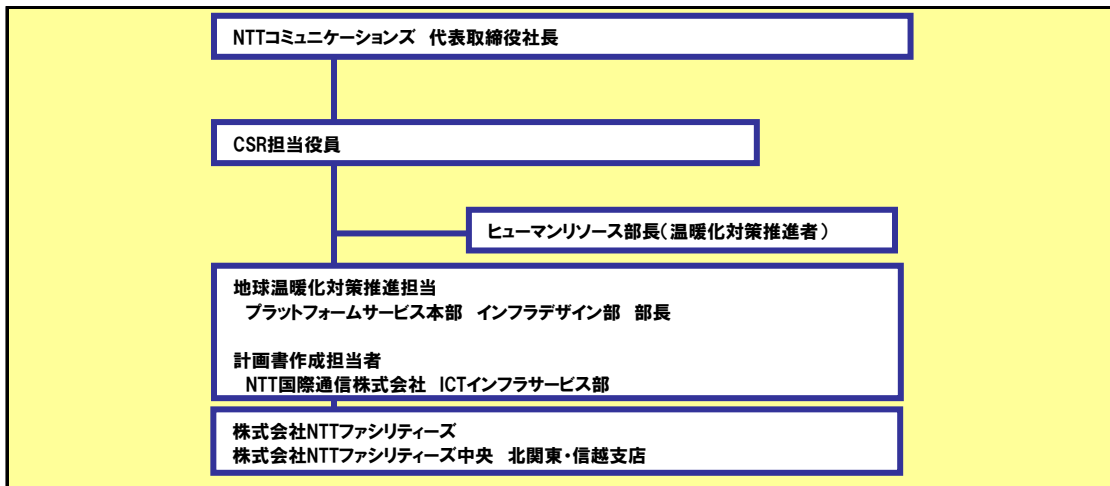 NTTコミュニケーションズ 代表取締役社長
CSR担当役員
ヒューマンリソース部長(温暖化対策推進者)
地球温暖化対策推進担当
プラットフォームサービス本部 インフラデザイン部 部長
計画書作成担当者
NTT国際通信株式会社 ICTインフラサービス部
株式会社NTTファシリティーズ
株式会社NTTファシリティーズ中央 北関東・信越支店